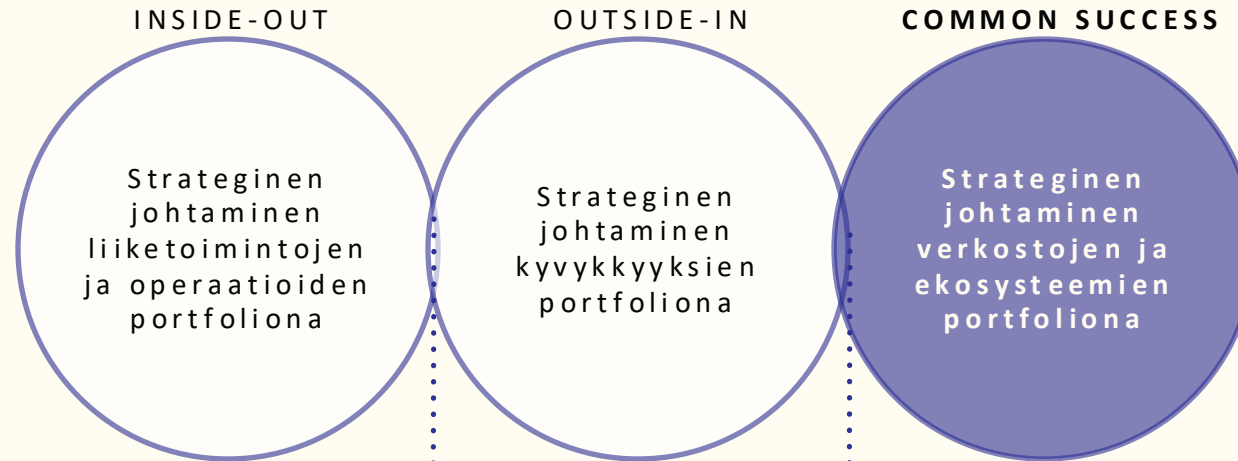 INSIDE-OUT
OUTSIDE-IN
COMMON SUCCESS
Strateginen
johtaminen
liiketoimintojen
ja operaatioiden
portfoliona
Strateginen
johtaminen
kyvykkyyksien
portfoliona
Strateginen
johtaminen
verkostojen ja
ekosysteemien
portfoliona